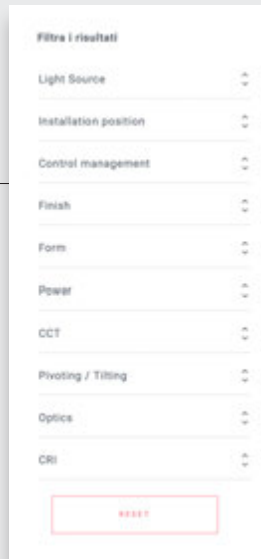 Filtra i risultati
Light Source
Installation position
Control management
Finish
Form
Power
CCT
Pivoting / Tilting
Optics
CRI
RESET